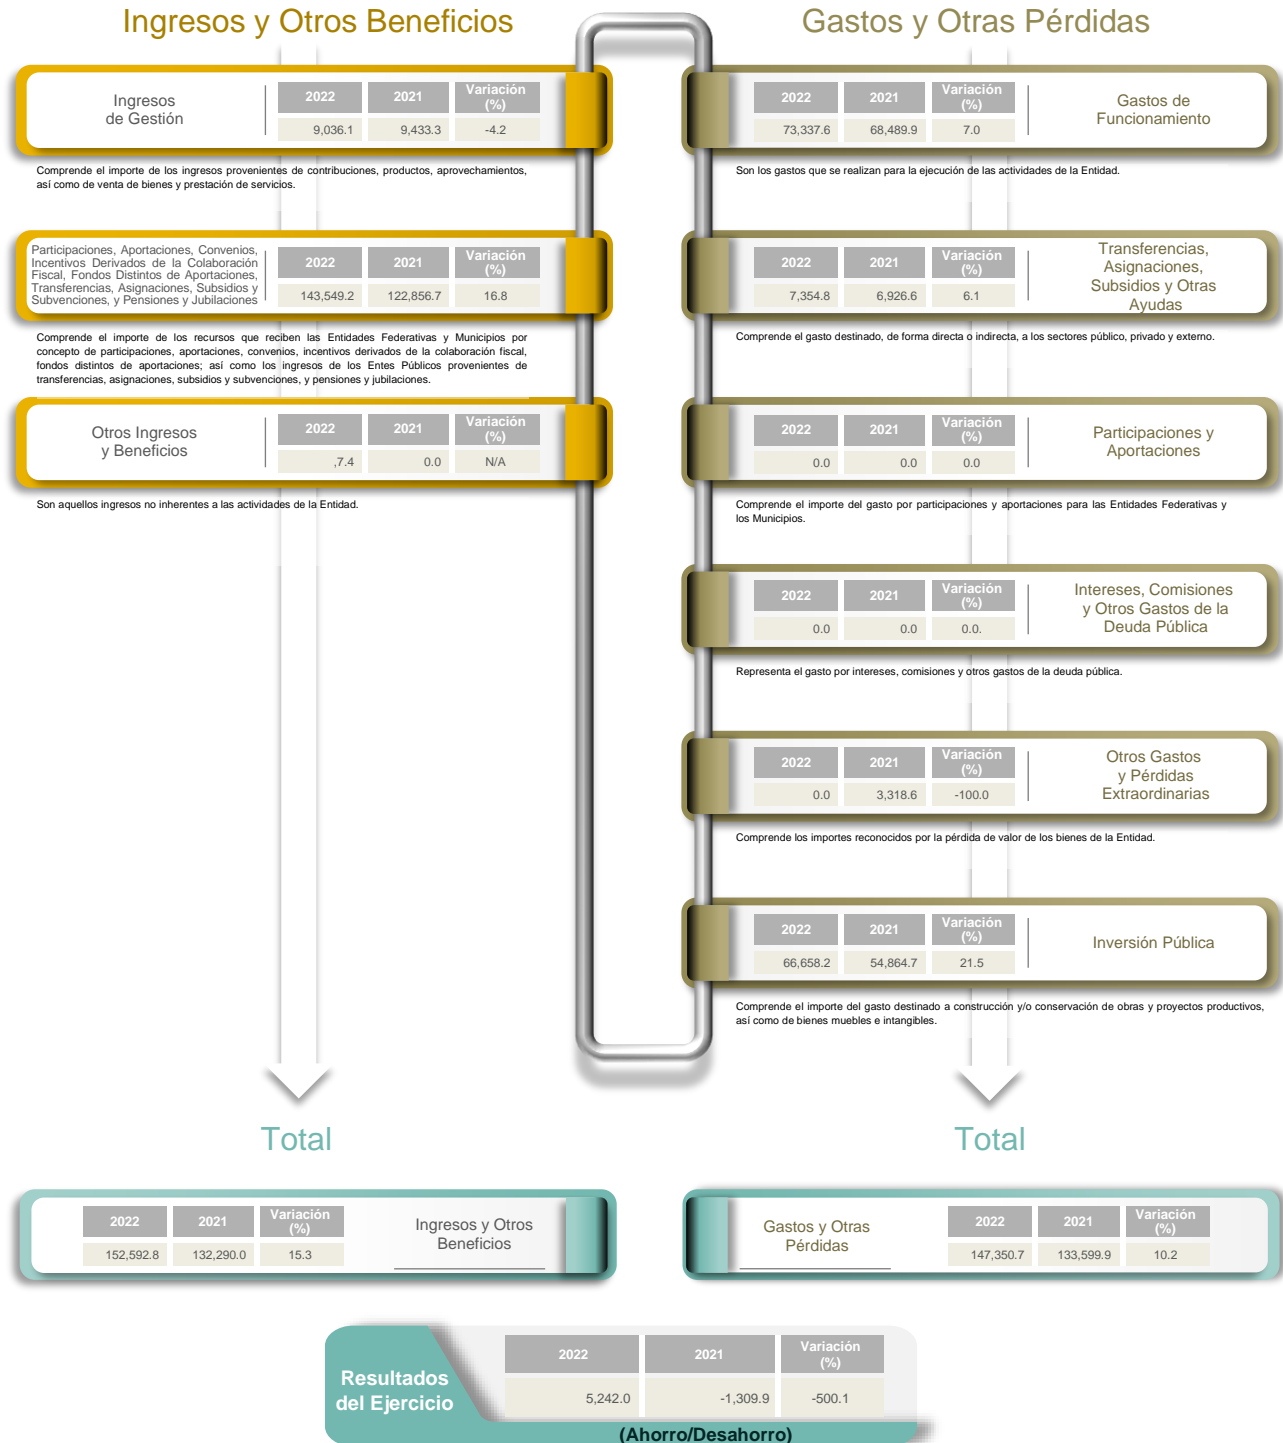 Ingresos y Otros Beneficios
Ingresos
de Gestión
2022 2021 Variación
(%)
9,036.1 9,433.3 -4.2
Comprende el importe de los ingresos provenientes de contribuciones, productos, aprovechamientos,
así como de venta de bienes y prestación de servicios.
Participaciones, Aportaciones, Convenios,
Incentivos Derivados de la Colaboración
Fiscal, Fondos Distintos de Aportaciones,
Transferencias, Asignaciones, Subsidios y
Subvenciones, y Pensiones y Jubilaciones
2022 2021 Variación
(%)
143,549.2 122,856.7 16.8
Comprende el importe de los recursos que reciben las Entidades Federativas y Municipios por
concepto de participaciones, aportaciones, convenios, incentivos derivados de la colaboración fiscal,
fondos distintos de aportaciones; así como los ingresos de los Entes Públicos provenientes de
transferencias, asignaciones, subsidios y subvenciones, y pensiones y jubilaciones.
Otros Ingresos
y Beneficios
2022 2021 Variación
(%)
,7.4 0.0 N/A
Son aquellos ingresos no inherentes a las actividades de la Entidad.
Gastos y Otras Pérdidas
2022 2021 Variación
(%)
73,337.6 68,489.9 7.0
Gastos de
Funcionamiento
Son los gastos que se realizan para la ejecución de las actividades de la Entidad.
2022 2021 Variación
(%)
7,354.8 6,926.6 6.1
Transferencias,
Asignaciones,
Subsidios y Otras
Ayudas
Comprende el gasto destinado, de forma directa o indirecta, a los sectores público, privado y externo.
2022 2021 Variación
(%)
0.0 0.0 0.0
Participaciones y
Aportaciones
Comprende el importe del gasto por participaciones y aportaciones para las Entidades Federativas y
los Municipios.
2022 2021 Variación
(%)
0.0 0.0 0.0.
Intereses, Comisiones
y Otros Gastos de la
Deuda Pública
Representa el gasto por intereses, comisiones y otros gastos de la deuda pública.
2022 2021 Variación
(%)
0.0 3,318.6 -100.0
Otros Gastos
y Pérdidas
Extraordinarias
Comprende los importes reconocidos por la pérdida de valor de los bienes de la Entidad.
2022 2021 Variación
(%)
66,658.2 54,864.7 21.5
Inversión Pública
Comprende el importe del gasto destinado a construcción y/o conservación de obras y proyectos productivos,
así como de bienes muebles e intangibles.
Total
2022 2021 Variación
(%)
152,592.8 132,290.0 15.3
Ingresos y Otros
Beneficios
Total
Gastos y Otras
Pérdidas
2022 2021 Variación
(%)
147,350.7 133,599.9 10.2
Resultados
del Ejercicio
2022 2021 Variación
(%)
5,242.0 -1,309.9 -500.1
(Ahorro/Desahorro)